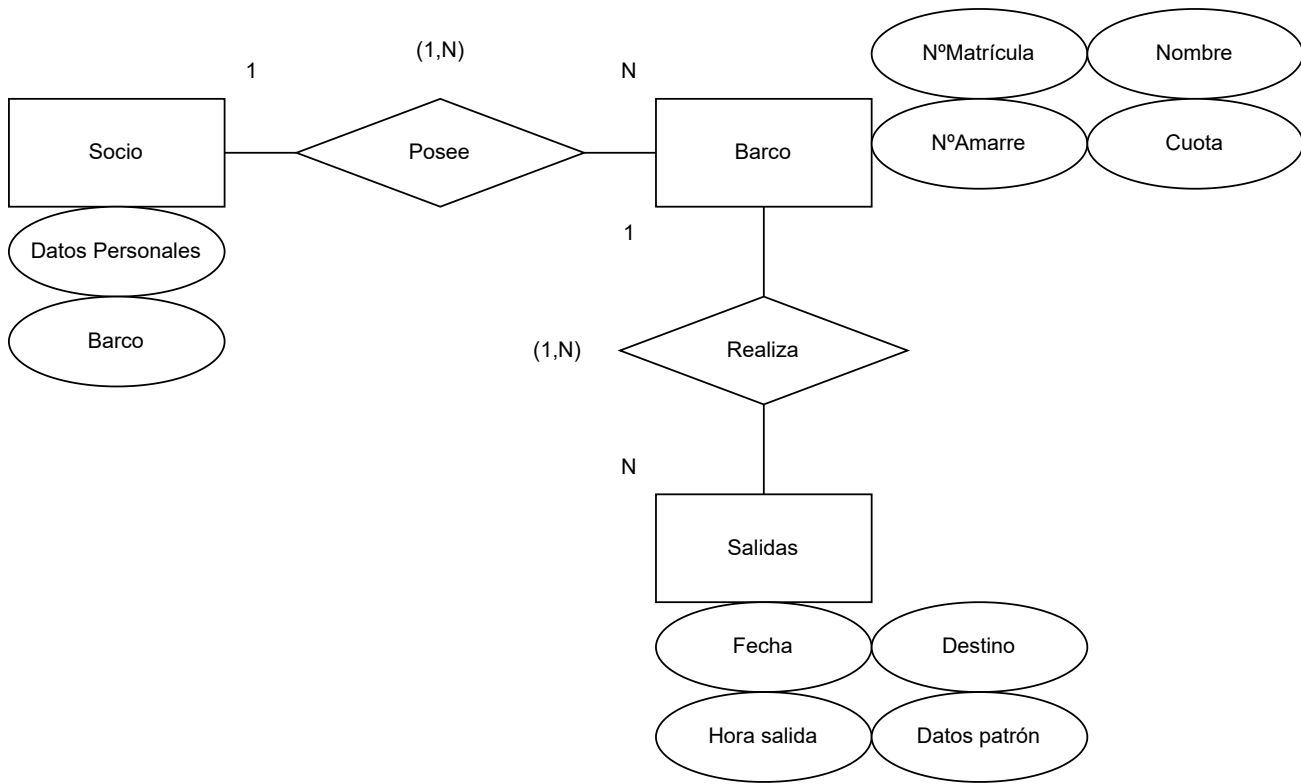 (1,N)
1
N
NºMatrícula
Nombre
Socio
Posee
Barco
NºAmarre
Cuota
1
Datos Personales
Barco
(1,N)
Realiza
N
Salidas
Fecha
Destino
Hora salida
Datos patrón